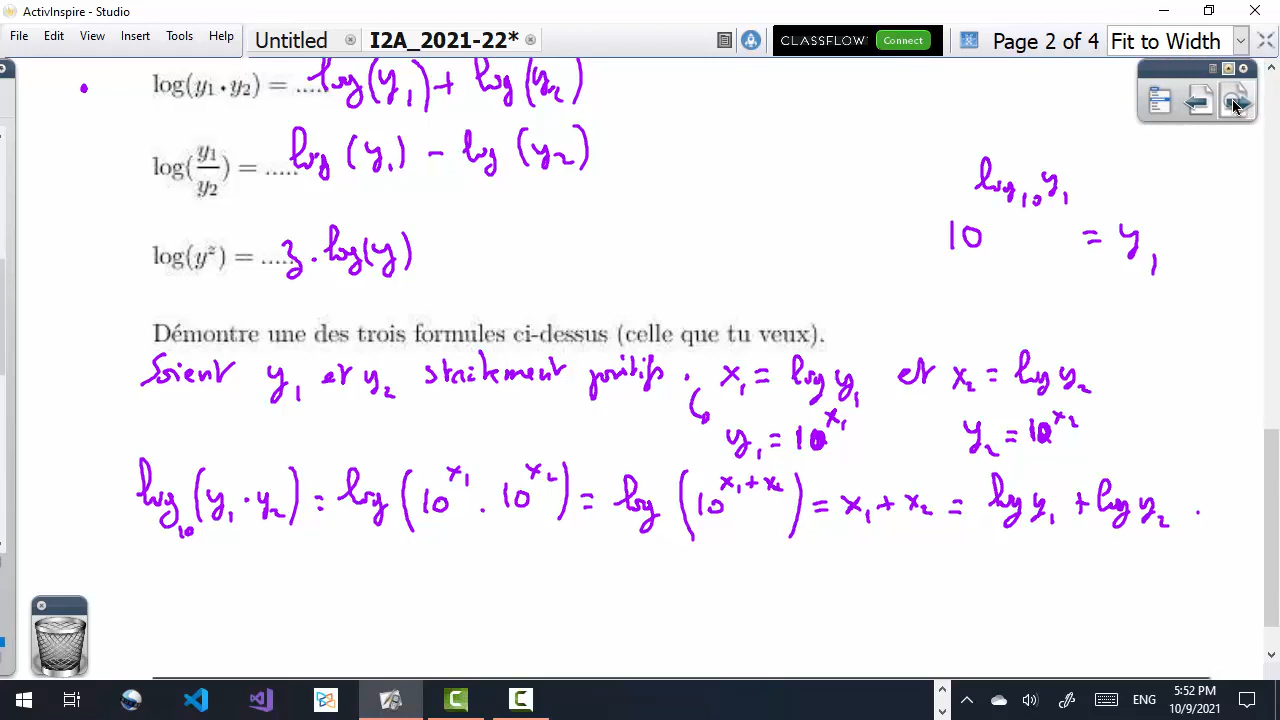 ActivInspire - Studio
File Edit View Insert Tools Help Untitled I2A_2021-22* CLASSFLOW Connect Page 2 of 4 Fit to Width
log(y₁ · y₂) = .... log(y₁) + log(y₂)
log(y₁/y₂) = ..... log(y₁) - log(y₂)
log₁₀y₁
10 = y₁
log(y^z) = ..... z . log(y)
Démontre une des trois formules ci-dessus (celle que tu veux).
Soient y₁ et y₂ strictement positifs . x₁ = log y₁ et x₂ = log y₂
y₁ = 10^x₁ y₂ = 10^x₂
log₁₀(y₁ · y₂) = log(10^x₁ . 10^x₂) = log(10^x₁+x₂) = x₁ + x₂ = log y₁ + log y₂ .
ENG 5:52 PM
10/9/2021